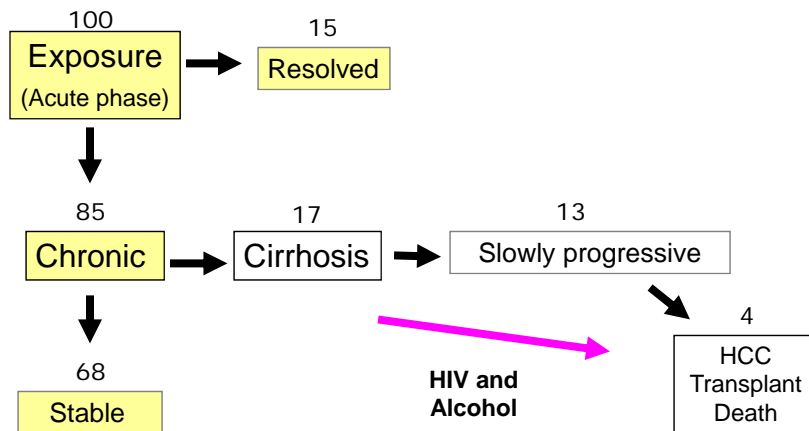 100
Exposure
(Acute phase)
15
Resolved
85
Chronic
17
Cirrhosis
13
Slowly progressive
68
Stable
HIV and
Alcohol
4
HCC
Transplant
Death